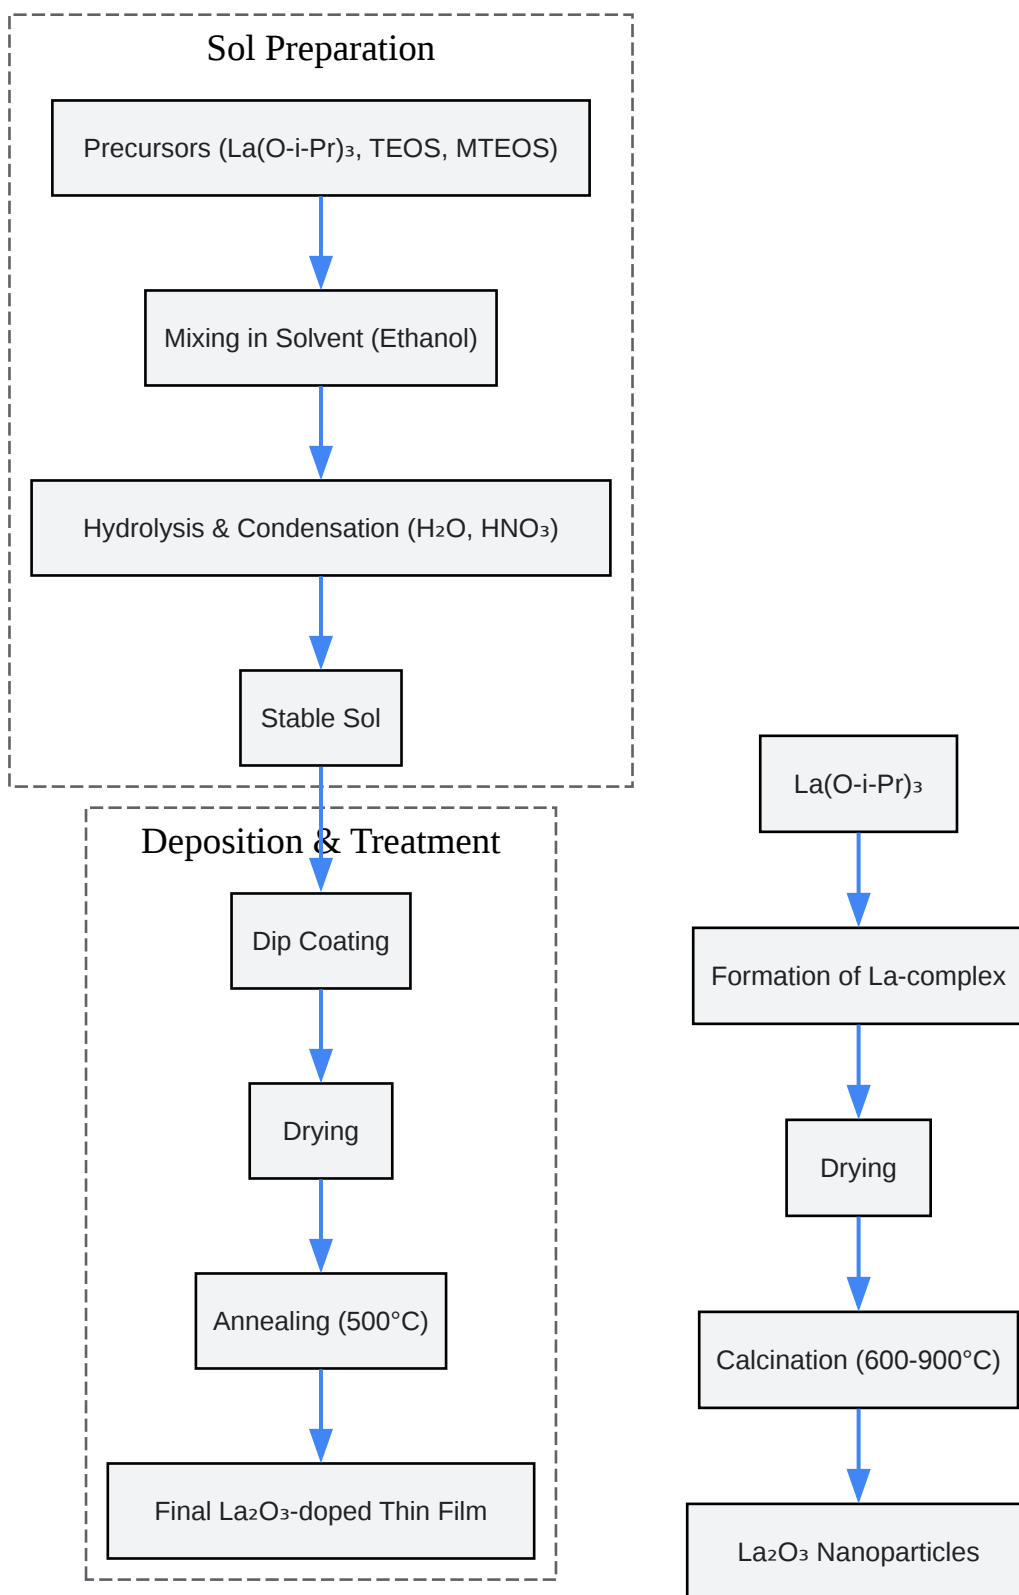 Sol Preparation
Precursors (La(O-i-Pr)₃, TEOS, MTEOS)
Mixing in Solvent (Ethanol)
Hydrolysis & Condensation (H₂O, HNO₃)
Stable Sol
Deposition & Treatment
Dip Coating
Drying
Annealing (500°C)
Final La₂O₃-doped Thin Film
La(O-i-Pr)₃
Formation of La-complex
Drying
Calcination (600-900°C)
La₂O₃ Nanoparticles